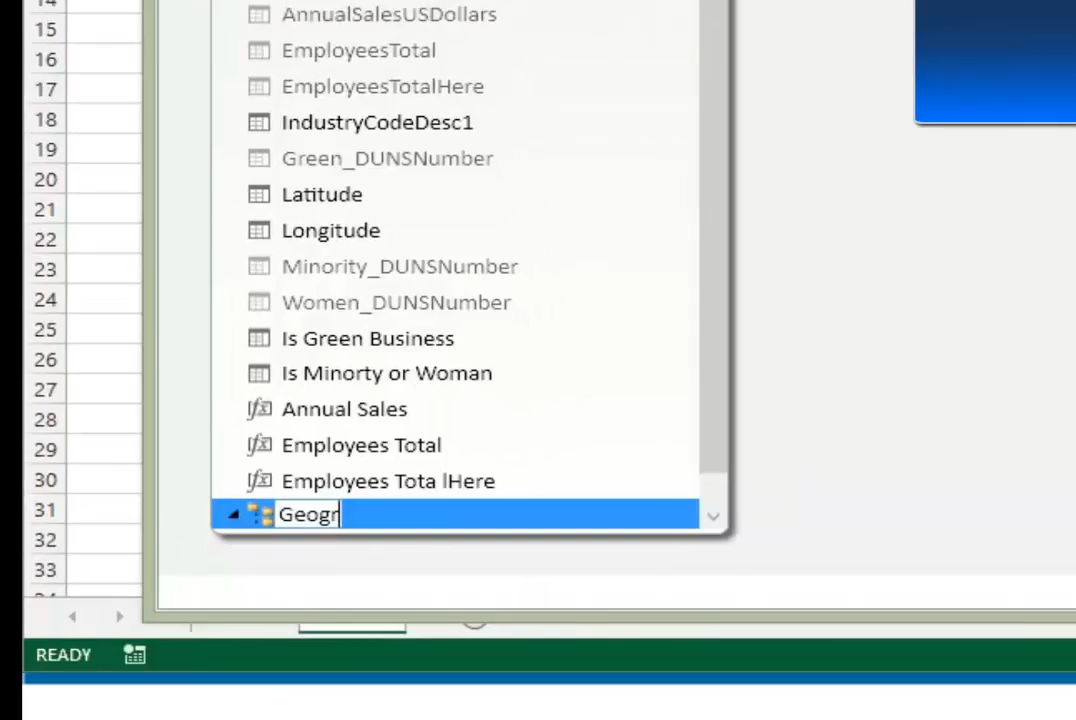 14
15
16
17
18
19
20
21
22
23
24
25
26
27
28
29
30
31
32
33
AnnualSalesUSDollars
EmployeesTotal
EmployeesTotalHere
IndustryCodeDesc1
Green_DUNSNumber
Latitude
Longitude
Minority_DUNSNumber
Women_DUNSNumber
Is Green Business
Is Minorty or Woman
Annual Sales
Employees Total
Employees Tota lHere
Geogr
READY